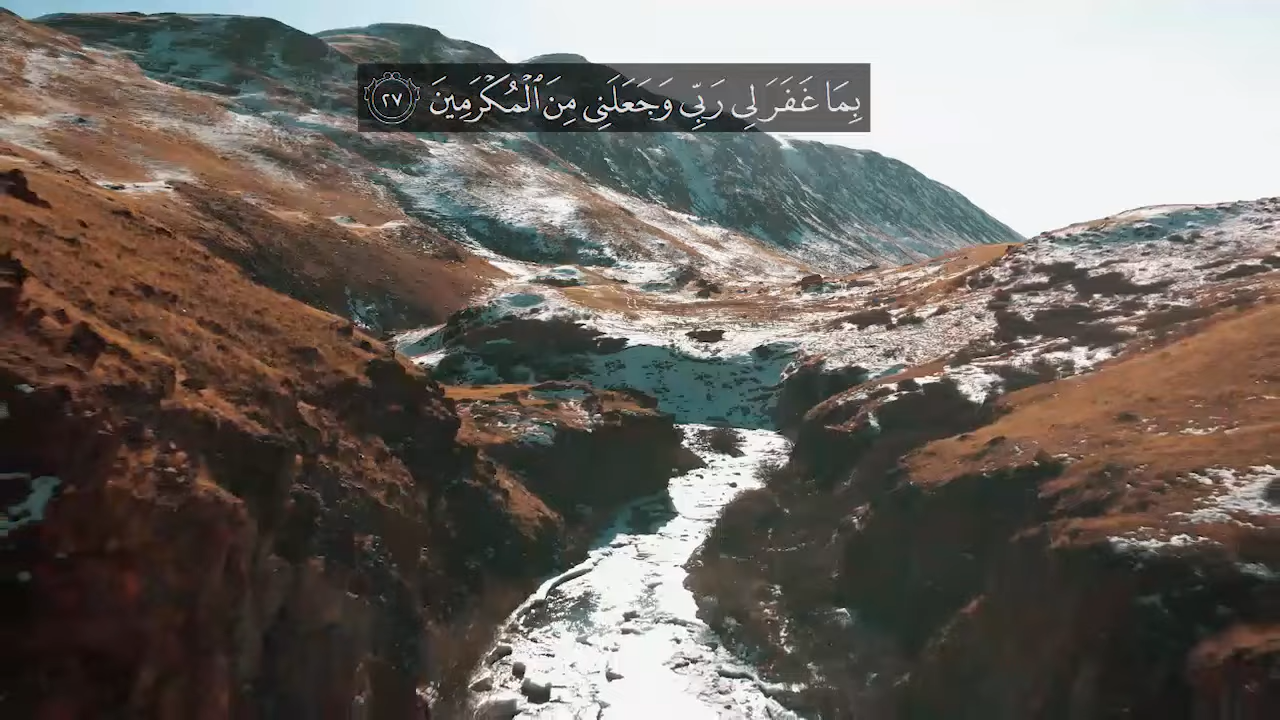 بِمَا غَفَرَ لِى رَبِّى وَجَعَلَنِى مِنَ ٱلْمُكْرَمِينَ ٢٧